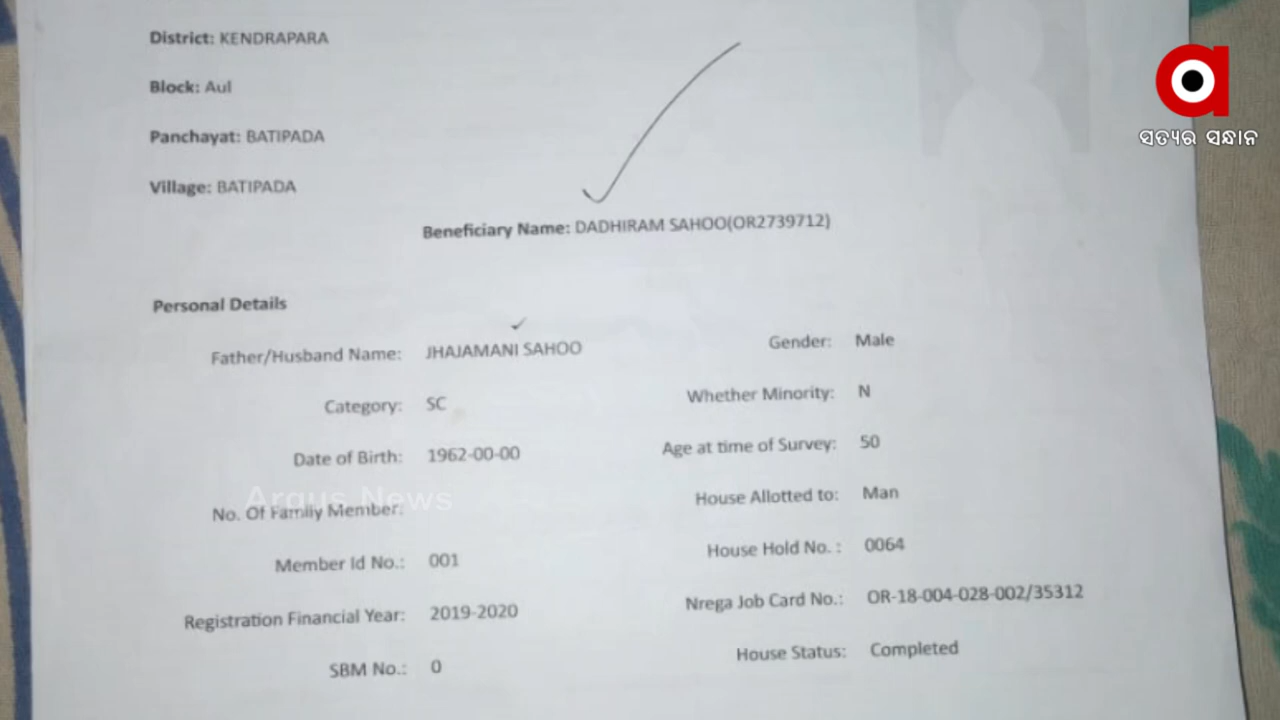 District: KENDRAPARA
ସତ୍ୟର ସନ୍ଧାନ
Block: Aul
Panchayat: BATIPADA
Village: BATIPADA
Beneficiary Name: DADHIRAM SAHOO(OR2739712)
Personal Details
Father/Husband Name: JHAJAMANI SAHOO Gender: Male
Category: SC Whether Minority: N
Date of Birth: 1962-00-00 Age at time of Survey: 50
Argus News
No. Of Family Member: House Allotted to: Man
Member Id No.: 001 House Hold No. : 0064
Registration Financial Year: 2019-2020 Nrega Job Card No.: OR-18-004-028-002/35312
SBM No.: 0 House Status: Completed